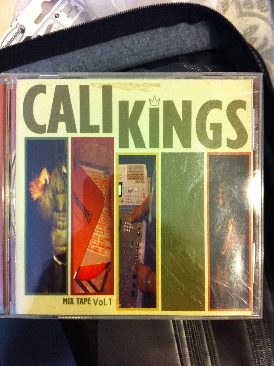 CALI KINGS
MIX TAPE VOL.1